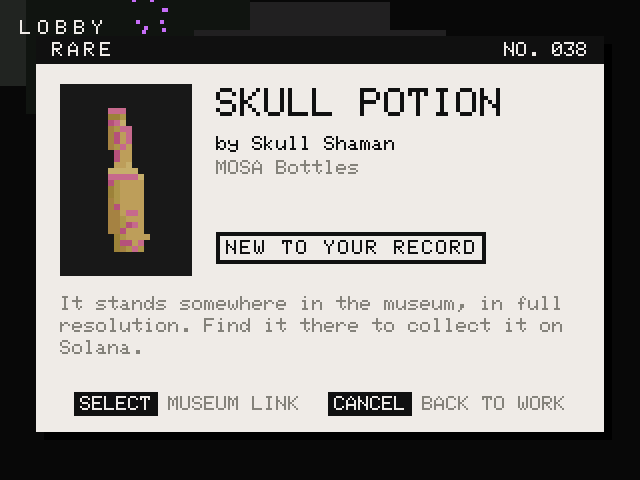 LOBBY
RARE
NO. 038
SKULL POTION
by Skull Shaman
MOSA Bottles
NEW TO YOUR RECORD
It stands somewhere in the museum, in full
resolution. Find it there to collect it on
Solana.
SELECT MUSEUM LINK
CANCEL BACK TO WORK